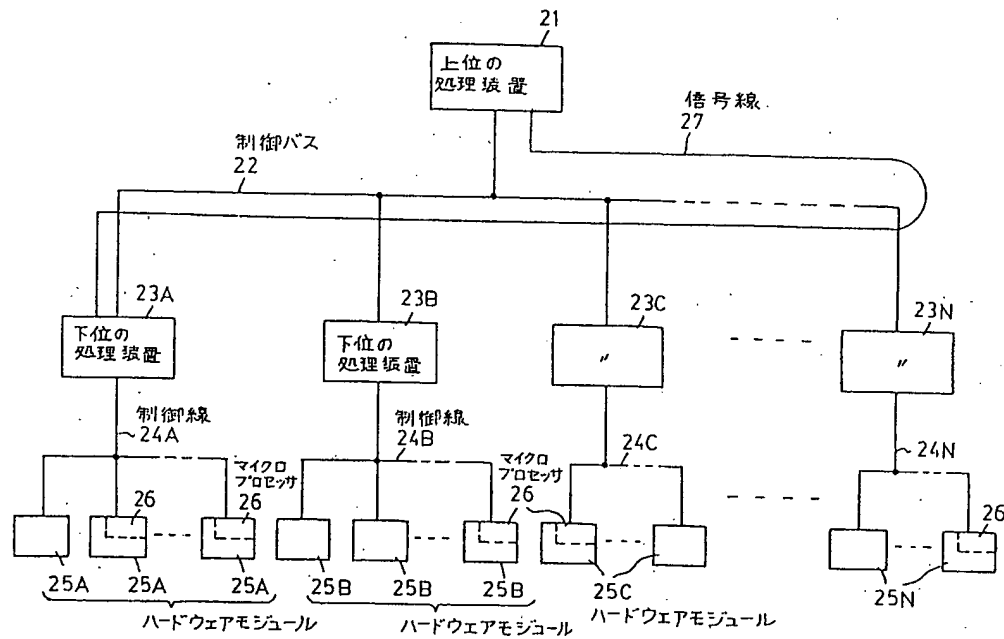 21
上位の
処理装置
信号線
27
制御バス
22
23A
下位の
処理装置
23B
下位の
処理装置
23C
〃
23N
〃
制御線
24A
制御線
24B
24C
24N
マイクロ
プロセッサ
26
26
マイクロ
プロセッサ
26
26
25A
25A
25A
25B
25B
25B
25C
25N
ハードウェアモジュール
ハードウェアモジュール
ハードウェアモジュール